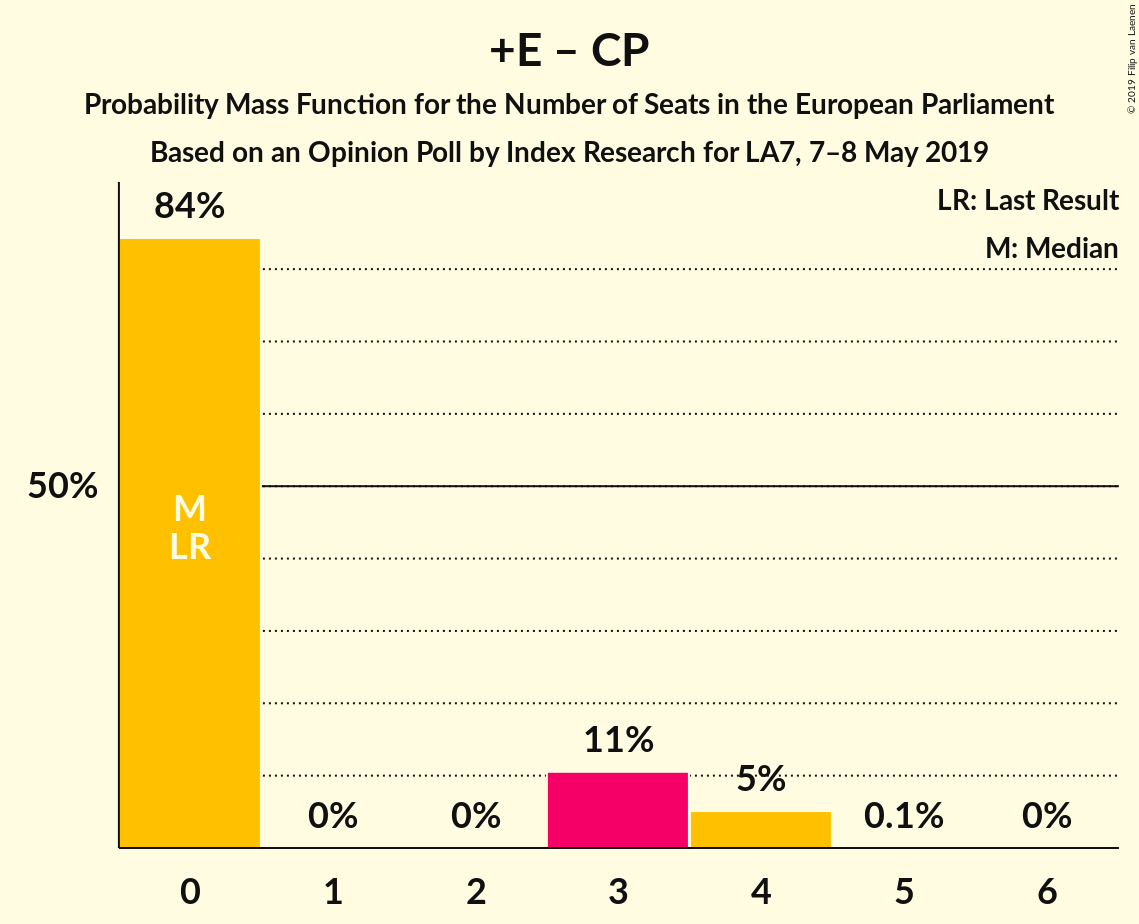 +E – CP
Probability Mass Function for the Number of Seats in the European Parliament
Based on an Opinion Poll by Index Research for LA7, 7–8 May 2019
© 2019 Filip van Laenen
LR: Last Result
M: Median
84%
50%
M
LR
11%
5%
0%
0%
0.1%
0%
0
1
2
3
4
5
6